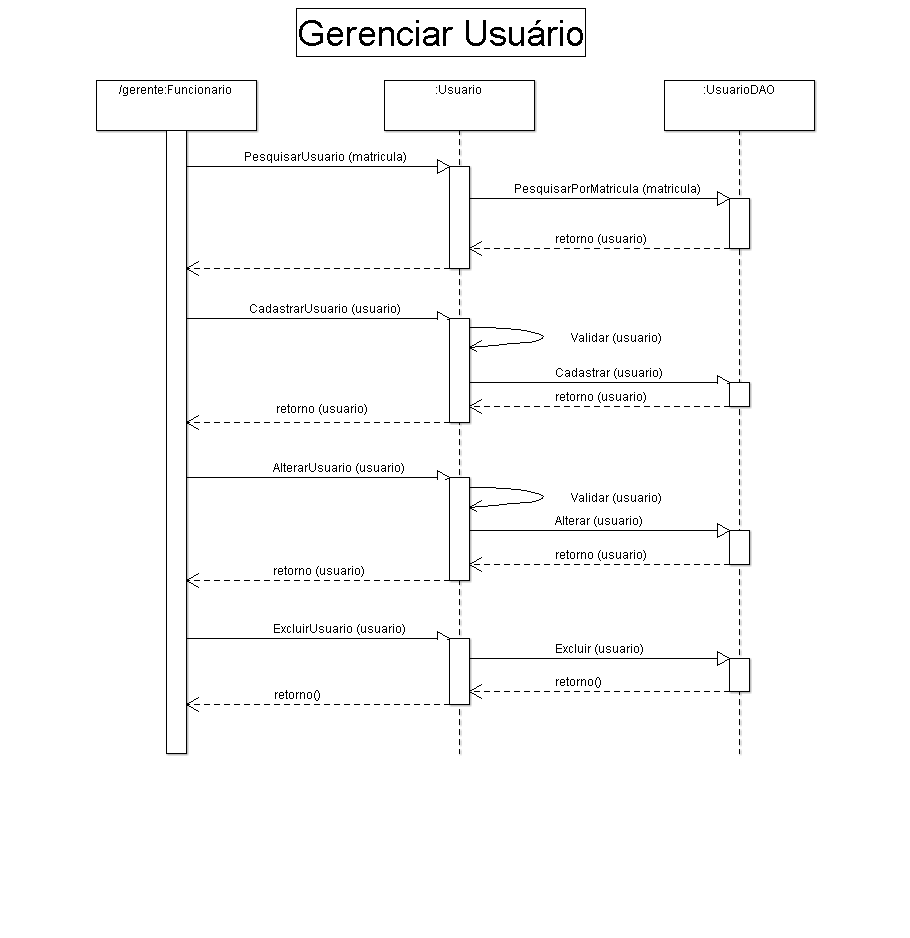 Gerenciar Usuário
/gerente:Funcionario
:Usuario
:UsuarioDAO
PesquisarUsuario (matricula)
PesquisarPorMatricula (matricula)
retorno (usuario)
CadastrarUsuario (usuario)
Validar (usuario)
Cadastrar (usuario)
retorno (usuario)
retorno (usuario)
AlterarUsuario (usuario)
Validar (usuario)
Alterar (usuario)
retorno (usuario)
retorno (usuario)
ExcluirUsuario (usuario)
Excluir (usuario)
retorno()
retorno()